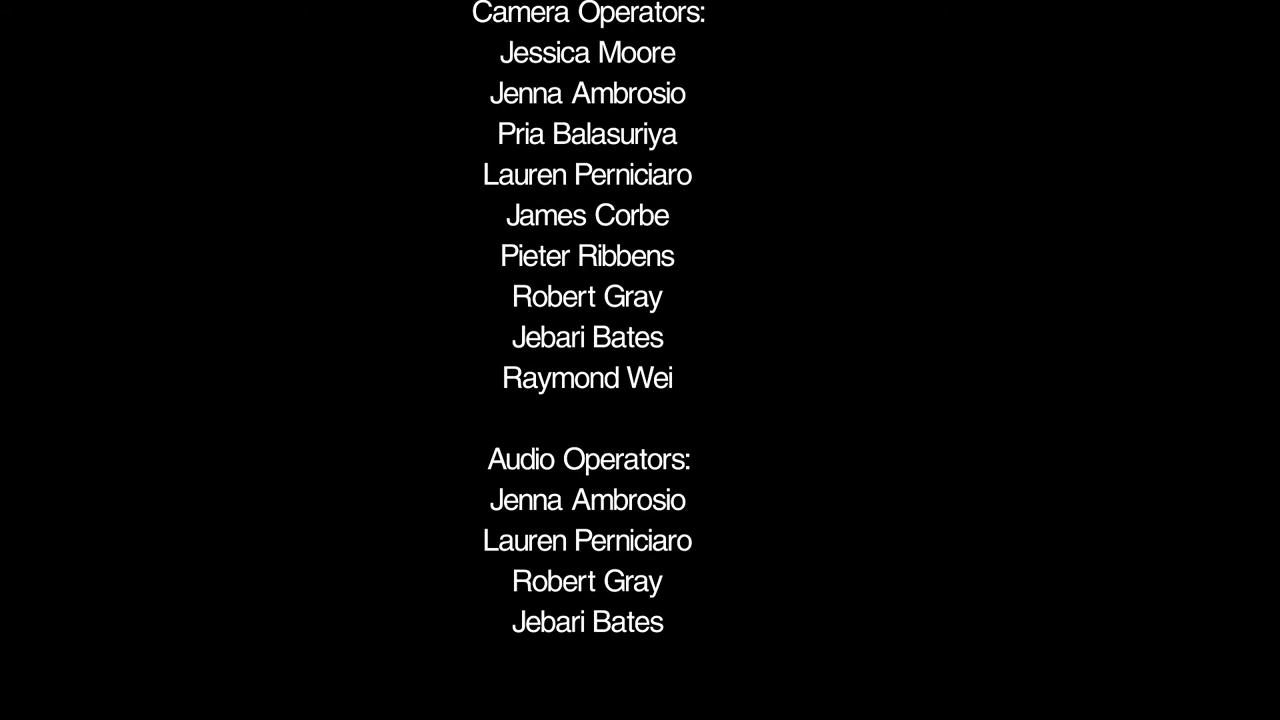 Camera Operators:
Jessica Moore
Jenna Ambrosio
Pria Balasuriya
Lauren Perniciaro
James Corbe
Pieter Ribbens
Robert Gray
Jebari Bates
Raymond Wei
Audio Operators:
Jenna Ambrosio
Lauren Perniciaro
Robert Gray
Jebari Bates